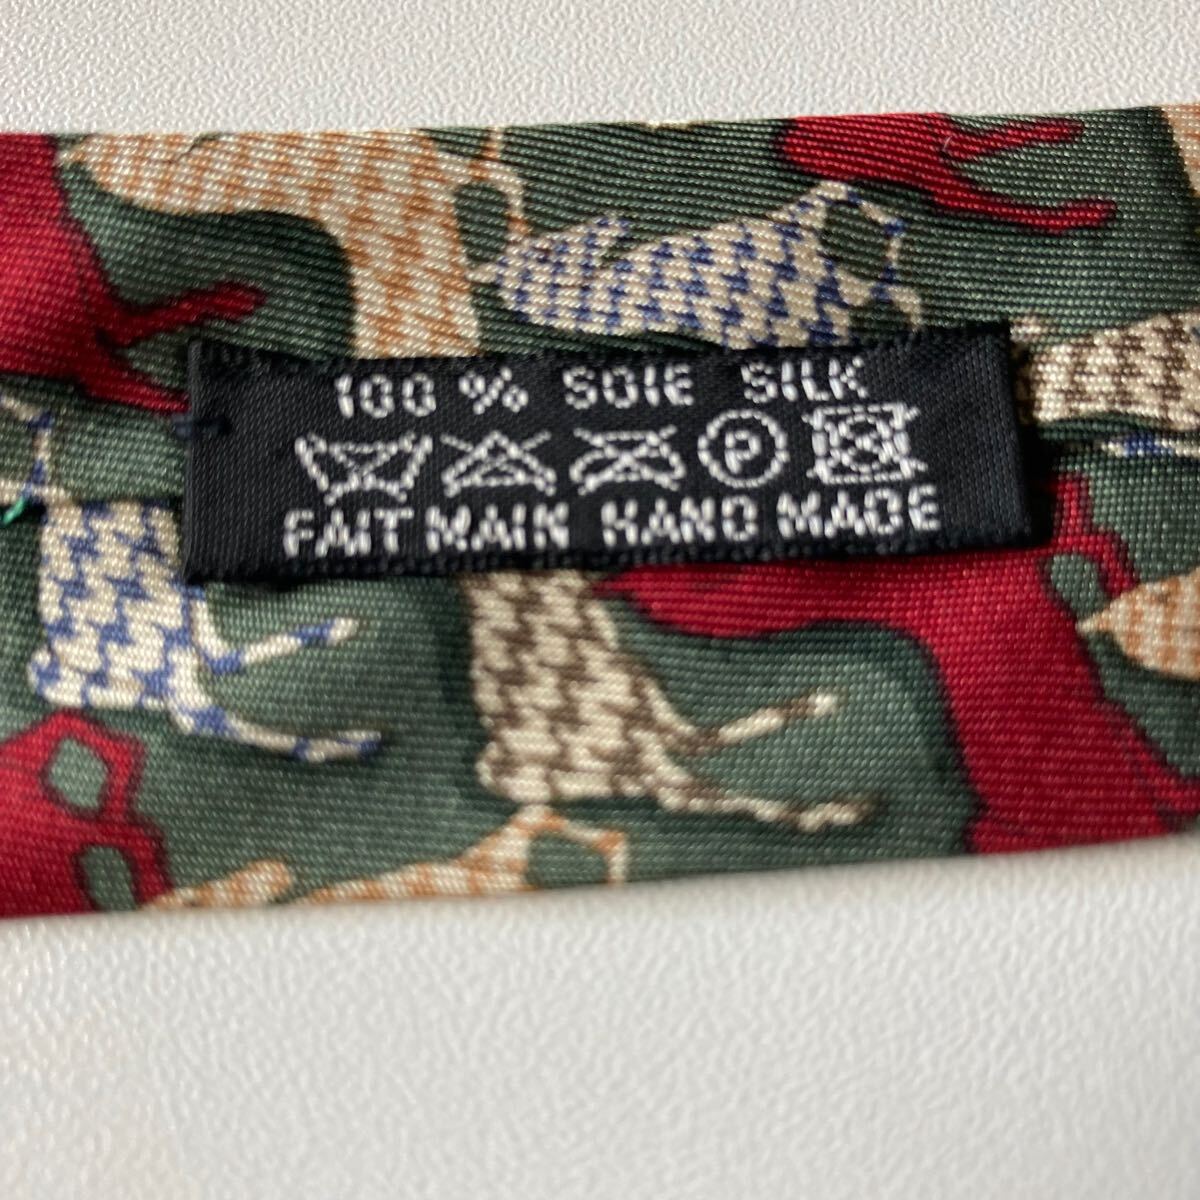 100 % SOIE SILK
P
FAIT MAIN HAND MADE